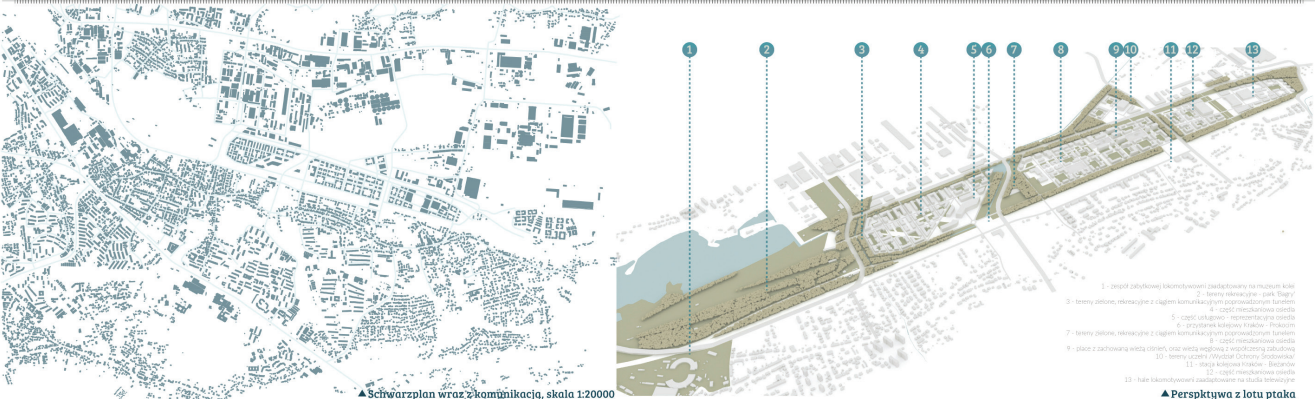 1 2 3 4 5 6 7 8 9 10 11 12 13
1 - zespół zabytkowej lokomotywowni zaadaptowany na muzeum kolei
2 - tereny rekreacyjne - park 'Bagry'
3 - tereny zielone, rekreacyjne z ciągiem komunikacyjnym poprowadzonym tunelem
4 - część mieszkaniowa osiedla
5 - część usługowo - reprezentacyjna osiedla
6 - przystanek kolejowy Kraków - Prokocim
7 - tereny zielone, rekreacyjne z ciągiem komunikacyjnym poprowadzonym tunelem
8 - część mieszkaniowa osiedla
9 - place z zachowaną wieżą ciśnień, oraz wieżą węglową z współczesną zabudową
10 - tereny uczelni /Wydział Ochrony Środowiska/
11 - stacja kolejowa Kraków - Bieżanów
12 - część mieszkaniowa osiedla
13 - hale lokomotywowni zaadaptowane na studia telewizyjne
▲Schwarzplan wraz z komunikacją, skala 1:20000
▲Perspktywa z lotu ptaka